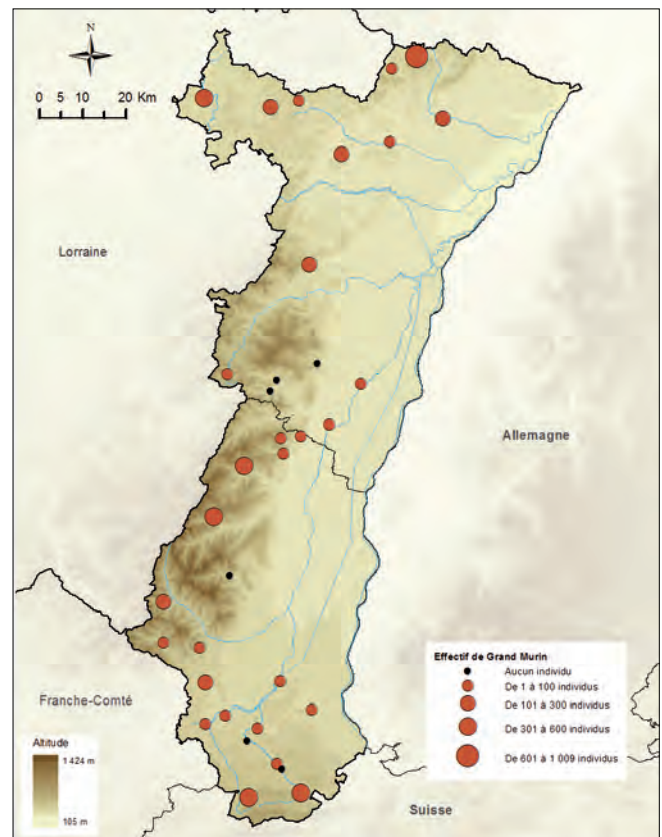 N
0 5 10 20 Km
Lorraine
Allemagne
Franche-Comté
Suisse
Altitude
1 424 m
105 m
Effectif de Grand Murin
Aucun individu
De 1 à 100 individus
De 101 à 300 individus
De 301 à 600 individus
De 601 à 1 009 individus